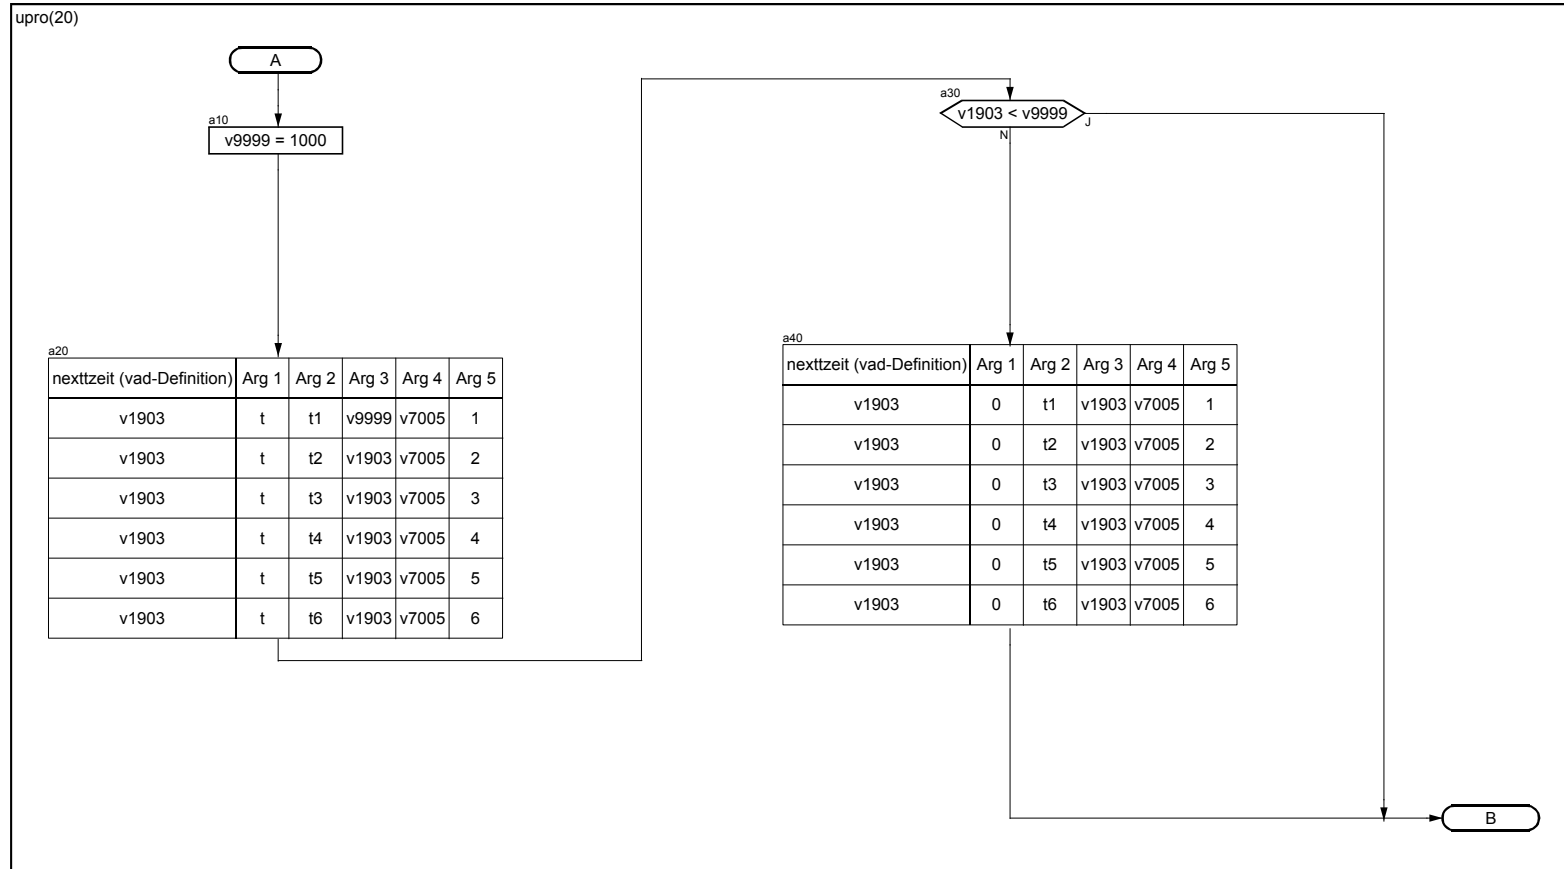 upro(20)
A
a10
v9999 = 1000
a20
nexttzeit (vad-Definition) Arg 1 Arg 2 Arg 3 Arg 4 Arg 5
v1903 t t1 v9999 v7005 1
v1903 t t2 v1903 v7005 2
v1903 t t3 v1903 v7005 3
v1903 t t4 v1903 v7005 4
v1903 t t5 v1903 v7005 5
v1903 t t6 v1903 v7005 6
a30
v1903 < v9999
J
N
a40
nexttzeit (vad-Definition) Arg 1 Arg 2 Arg 3 Arg 4 Arg 5
v1903 0 t1 v1903 v7005 1
v1903 0 t2 v1903 v7005 2
v1903 0 t3 v1903 v7005 3
v1903 0 t4 v1903 v7005 4
v1903 0 t5 v1903 v7005 5
v1903 0 t6 v1903 v7005 6
B